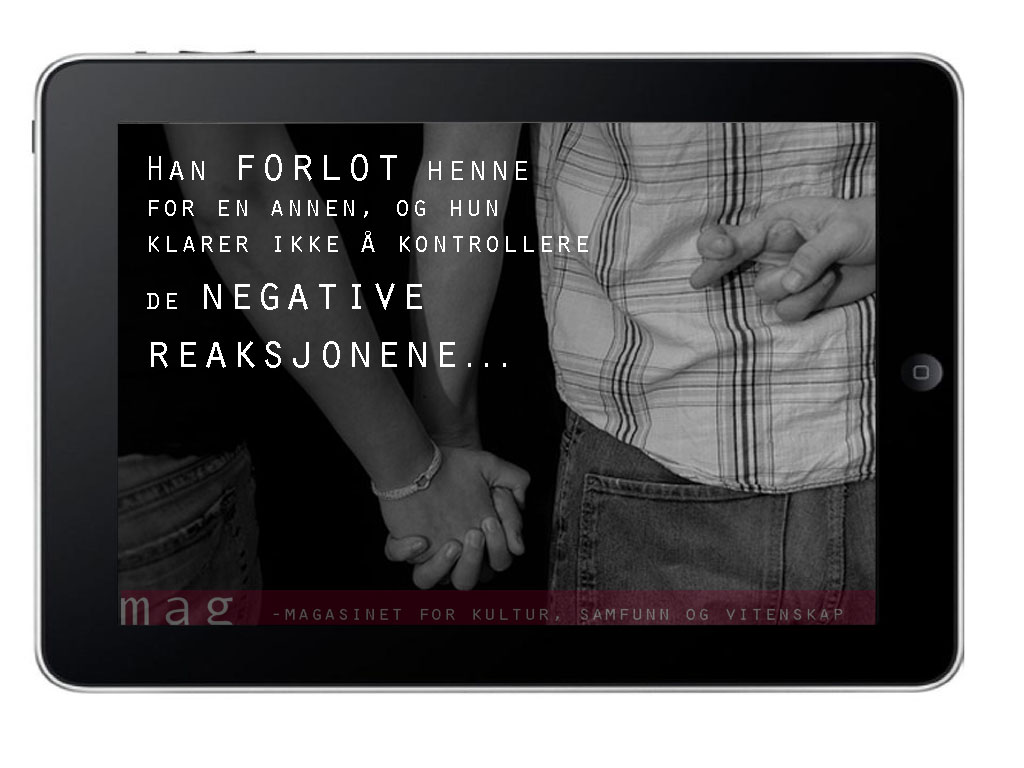 HAN FORLOT HENNE
FOR EN ANNEN, OG HUN
KLARER IKKE Å KONTROLLERE
DE NEGATIVE
REAKSJONENE...
mag -MAGASINET FOR KULTUR, SAMFUNN OG VITENSKAP